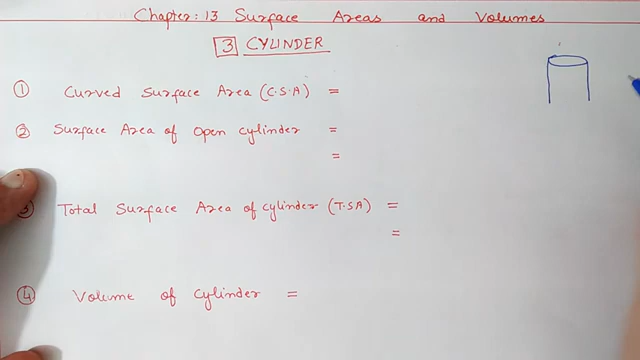 Chapter: 13 Surface Areas and Volumes
3 CYLINDER
1 Curved Surface Area (C.S.A) =
2 Surface Area of Open cylinder =
=
3 Total Surface Area of cylinder (T.SA) =
=
4 Volume of cylinder =